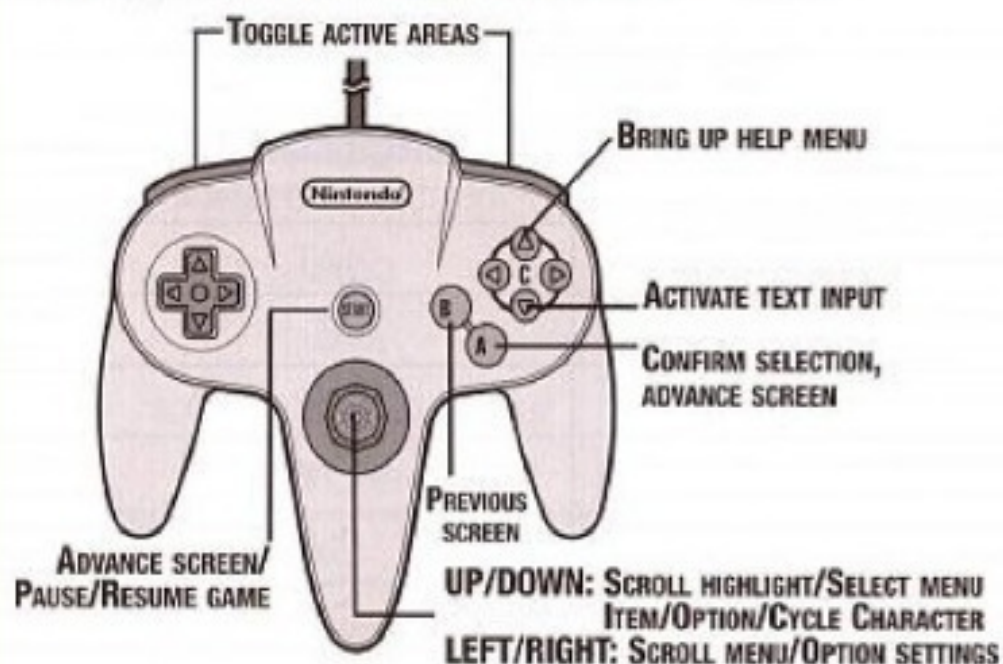 TOGGLE ACTIVE AREAS
BRING UP HELP MENU
Nintendo
C
ACTIVATE TEXT INPUT
START
B
A
CONFIRM SELECTION,
ADVANCE SCREEN
PREVIOUS
SCREEN
ADVANCE SCREEN/
PAUSE/RESUME GAME
UP/DOWN: SCROLL HIGHLIGHT/SELECT MENU
ITEM/OPTION/CYCLE CHARACTER
LEFT/RIGHT: SCROLL MENU/OPTION SETTINGS